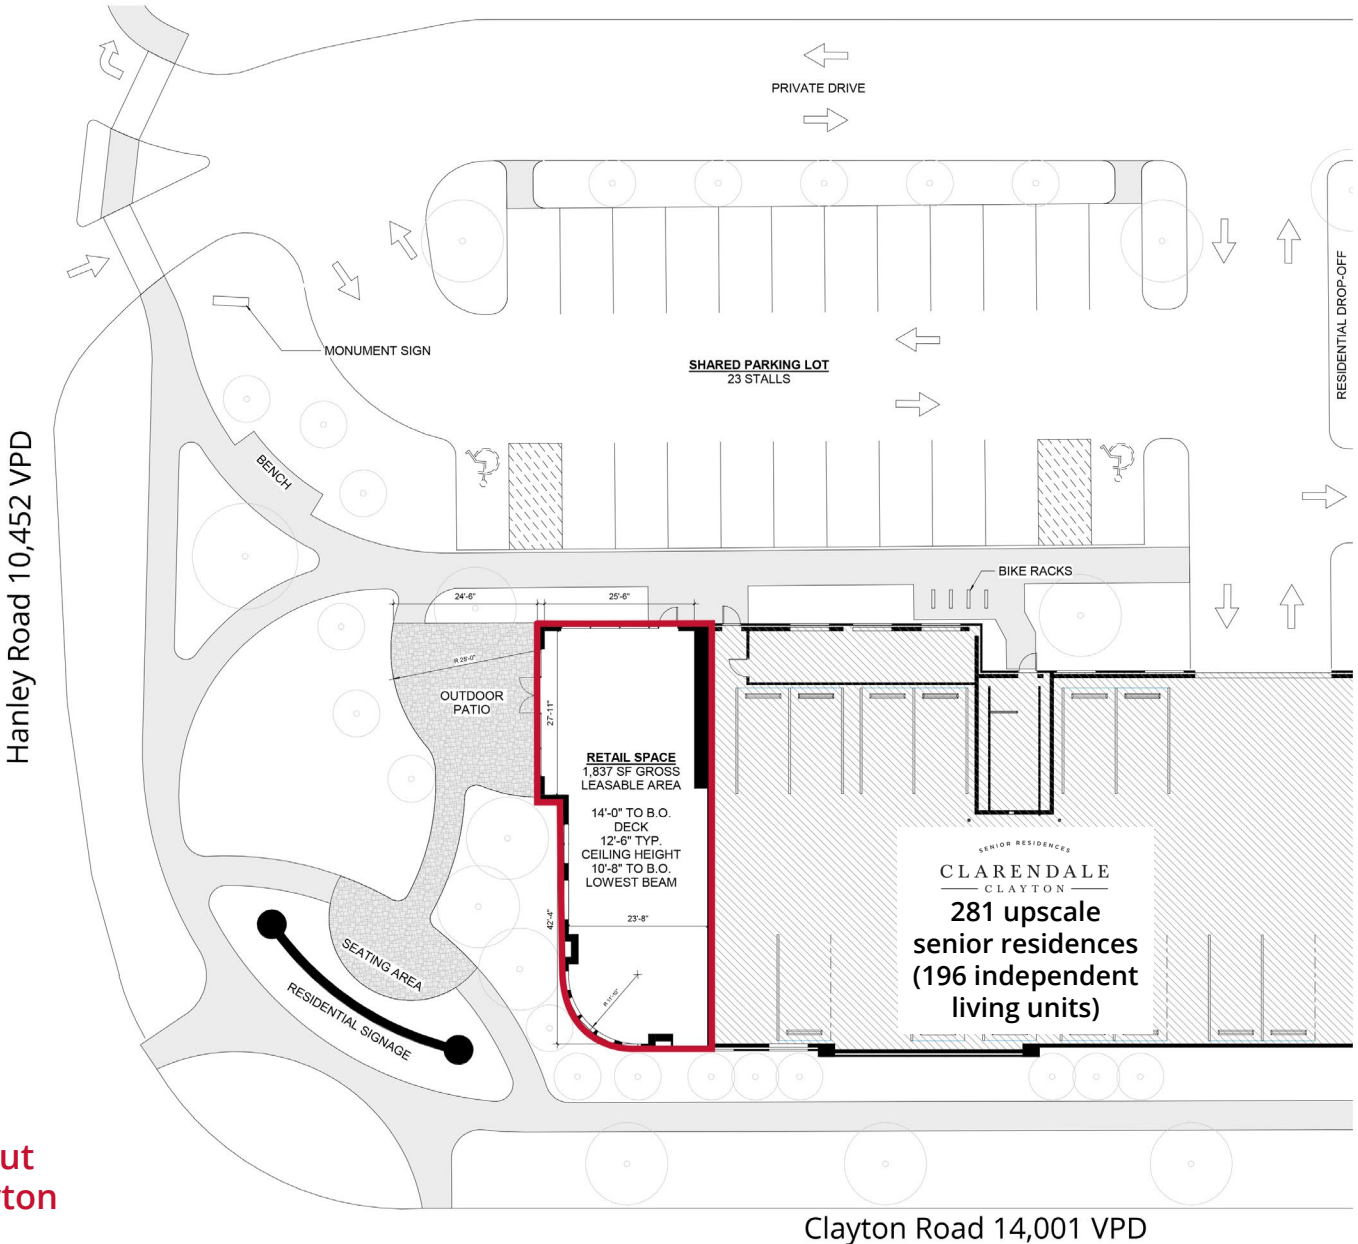 PRIVATE DRIVE
MONUMENT SIGN
SHARED PARKING LOT
23 STALLS
RESIDENTIAL DROP-OFF
Hanley Road 10,452 VPD
BENCH
BIKE RACKS
24'-6"
25'-6"
R 25'-0"
OUTDOOR
PATIO
27'-11"
RETAIL SPACE
1,837 SF GROSS
LEASABLE AREA
14'-0" TO B.O.
DECK
12'-6" TYP.
CEILING HEIGHT
10'-8" TO B.O.
LOWEST BEAM
23'-8"
42'-4"
SENIOR RESIDENCES
CLARENDALE
CLAYTON
281 upscale
senior residences
(196 independent
living units)
SEATING AREA
RESIDENTIAL SIGNAGE
ut
ton
Clayton Road 14,001 VPD